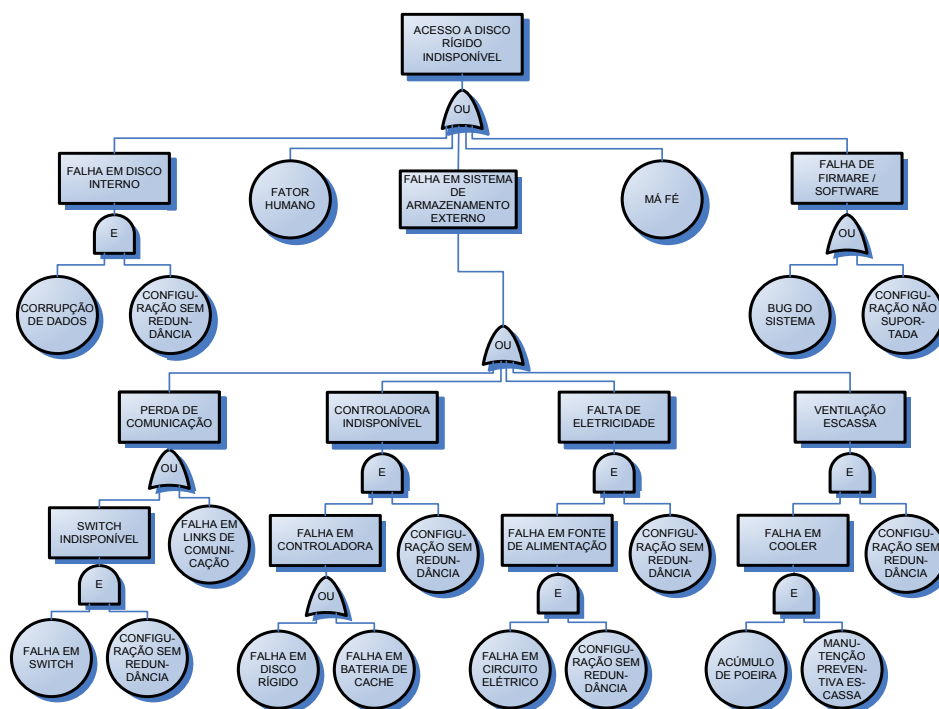 ACESSO A DISCO
RÍGIDO
INDISPONÍVEL
OU
FALHA EM DISCO
INTERNO
FATOR
HUMANO
FALHA EM SISTEMA
DE
ARMAZENAMENTO
EXTERNO
MÁ FÉ
FALHA DE
FIRMARE /
SOFTWARE
E
OU
CORRUPÇÃO
DE DADOS
CONFIGU-
RAÇÃO SEM
REDUN-
DÂNCIA
BUG DO
SISTEMA
CONFIGU-
RAÇÃO NÃO
SUPOR-
TADA
OU
PERDA DE
COMUNICAÇÃO
CONTROLADORA
INDISPONÍVEL
FALTA DE
ELETRICIDADE
VENTILAÇÃO
ESCASSA
OU
E
E
E
SWITCH
INDISPONÍVEL
FALHA EM
LINKS DE
COMUNI-
CAÇÃO
FALHA EM
CONTROLADORA
CONFIGU-
RAÇÃO SEM
REDUN-
DÂNCIA
FALHA EM FONTE
DE ALIMENTAÇÃO
CONFIGU-
RAÇÃO SEM
REDUN-
DÂNCIA
FALHA EM
COOLER
CONFIGU-
RAÇÃO SEM
REDUN-
DÂNCIA
E
OU
E
E
FALHA EM
SWITCH
CONFIGU-
RAÇÃO SEM
REDUN-
DÂNCIA
FALHA EM
DISCO
RÍGIDO
FALHA EM
BATERIA DE
CACHE
FALHA EM
CIRCUITO
ELÉTRICO
CONFIGU-
RAÇÃO SEM
REDUN-
DÂNCIA
ACÚMULO
DE POEIRA
MANU-
TENÇÃO
PREVEN-
TIVA ES-
CASSA